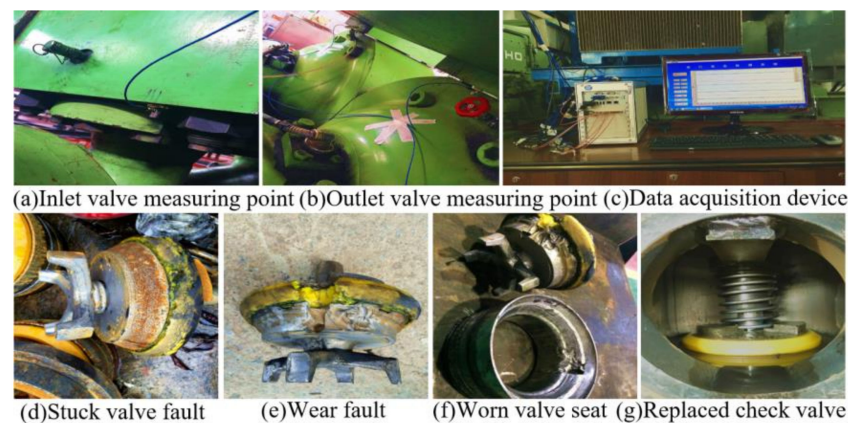 HD
(a)Inlet valve measuring point (b)Outlet valve measuring point (c)Data acquisition device
(d)Stuck valve fault (e)Wear fault (f)Worn valve seat (g)Replaced check valve